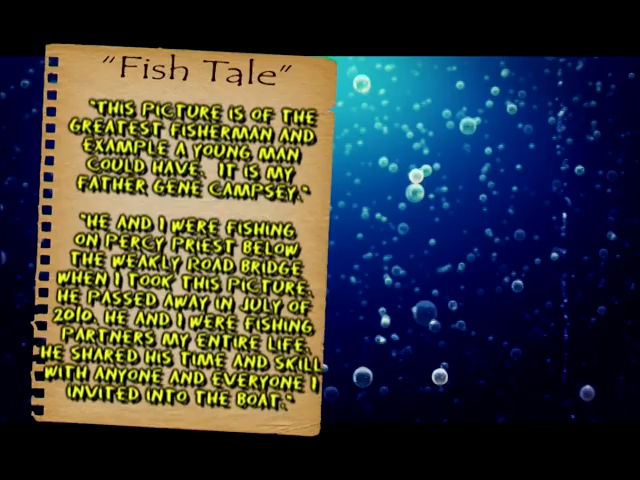 "Fish Tale"
"THIS PICTURE IS OF THE
GREATEST FISHERMAN AND
EXAMPLE A YOUNG MAN
COULD HAVE. IT IS MY
FATHER GENE CAMPSEY."
"HE AND I WERE FISHING
ON PERCY PRIEST BELOW
THE WEAKLY ROAD BRIDGE
WHEN I TOOK THIS PICTURE.
HE PASSED AWAY IN JULY OF
2010. HE AND I WERE FISHING
PARTNERS MY ENTIRE LIFE.
HE SHARED HIS TIME AND SKILL
WITH ANYONE AND EVERYONE I
INVITED INTO THE BOAT."